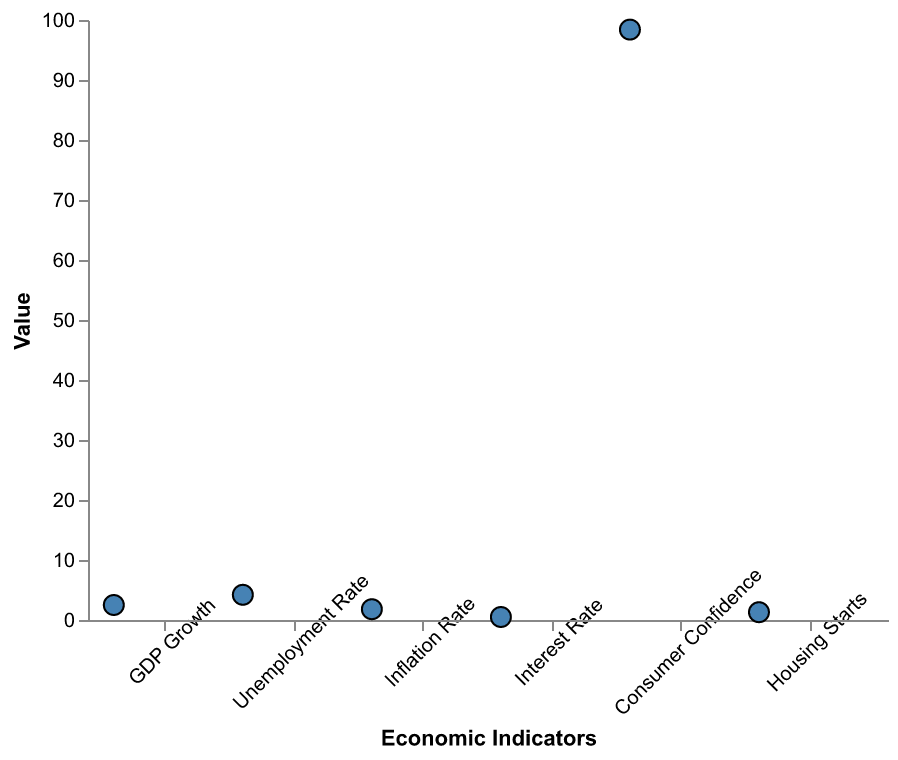 100
90
80
70
60
50
40
30
20
10
0
Value
GDP Growth
Unemployment Rate
Inflation Rate
Interest Rate
Consumer Confidence
Housing Starts
Economic Indicators